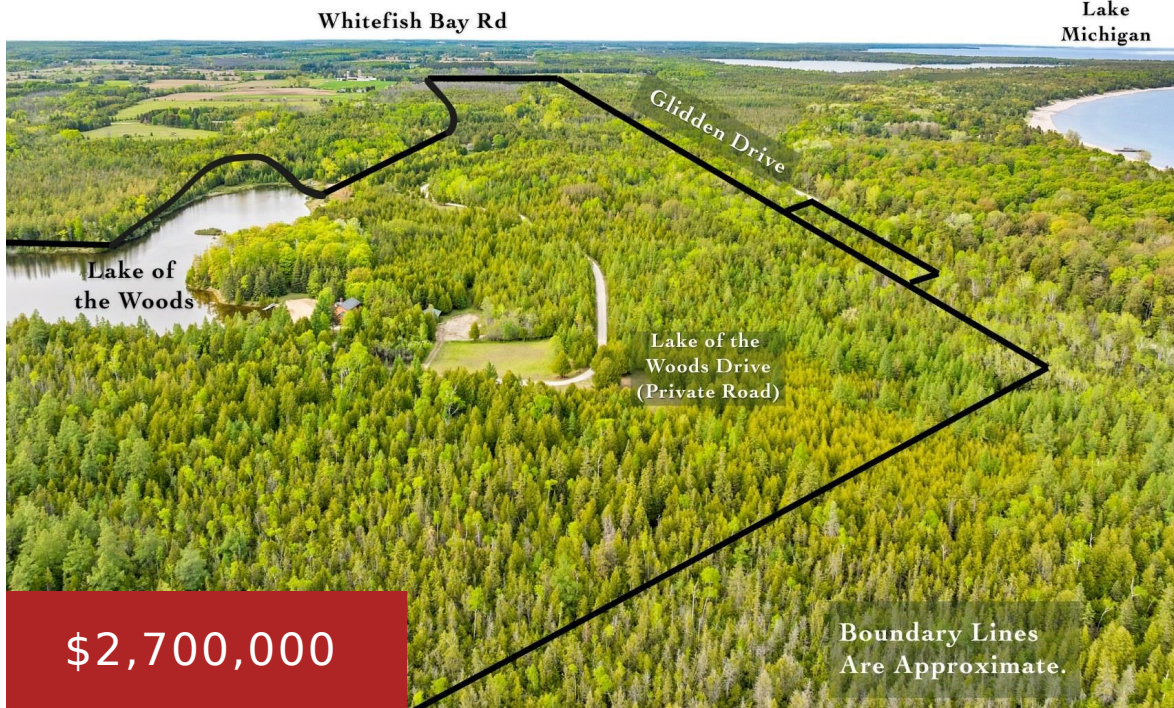 Whitefish Bay Rd
Lake
Michigan
Glidden Drive
Lake of
the Woods
Lake of the
Woods Drive
(Private Road)
$2,700,000
Boundary Lines
Are Approximate.